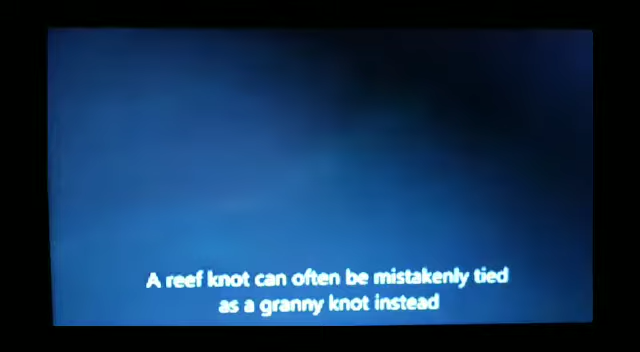 A reef knot can often be mistakenly tied
as a granny knot instead